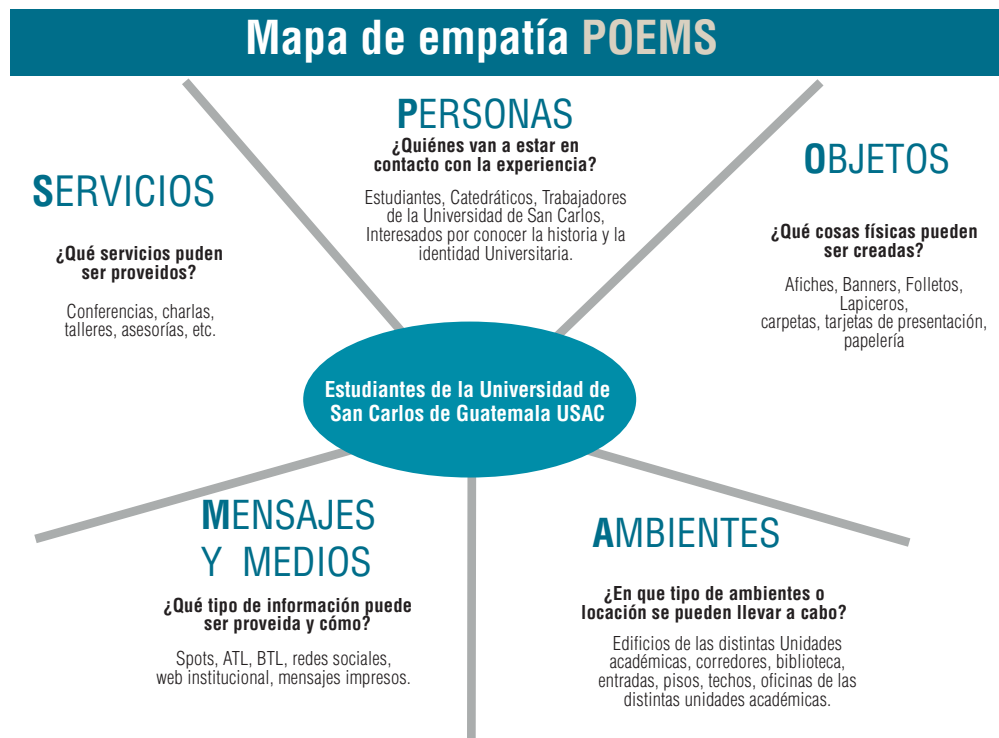 Mapa de empatía POEMS
PERSONAS
¿Quiénes van a estar en
contacto con la experiencia?
Estudiantes, Catedráticos, Trabajadores
de la Universidad de San Carlos,
Interesados por conocer la historia y la
identidad Universitaria.
OBJETOS
¿Qué cosas físicas pueden
ser creadas?
Afiches, Banners, Folletos,
Lapiceros,
carpetas, tarjetas de presentación,
papelería
SERVICIOS
¿Qué servicios puden
ser proveidos?
Conferencias, charlas,
talleres, asesorías, etc.
Estudiantes de la Universidad de
San Carlos de Guatemala USAC
MENSAJES
Y MEDIOS
¿Qué tipo de información puede
ser proveida y cómo?
Spots, ATL, BTL, redes sociales,
web institucional, mensajes impresos.
AMBIENTES
¿En que tipo de ambientes o
locación se pueden llevar a cabo?
Edificios de las distintas Unidades
académicas, corredores, biblioteca,
entradas, pisos, techos, oficinas de las
distintas unidades académicas.